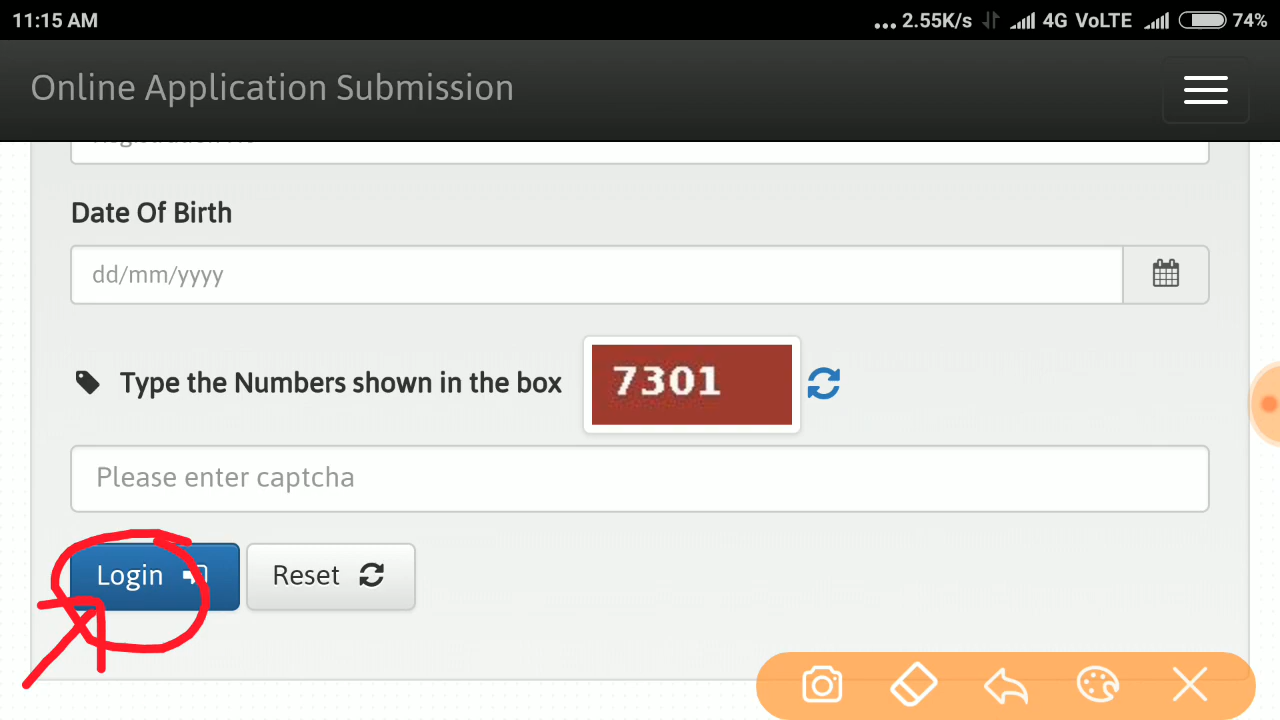 11:15 AM
... 2.55K/s 4G VoLTE 74%
Online Application Submission
Date Of Birth
dd/mm/yyyy
Type the Numbers shown in the box 7301
Please enter captcha
Login Reset